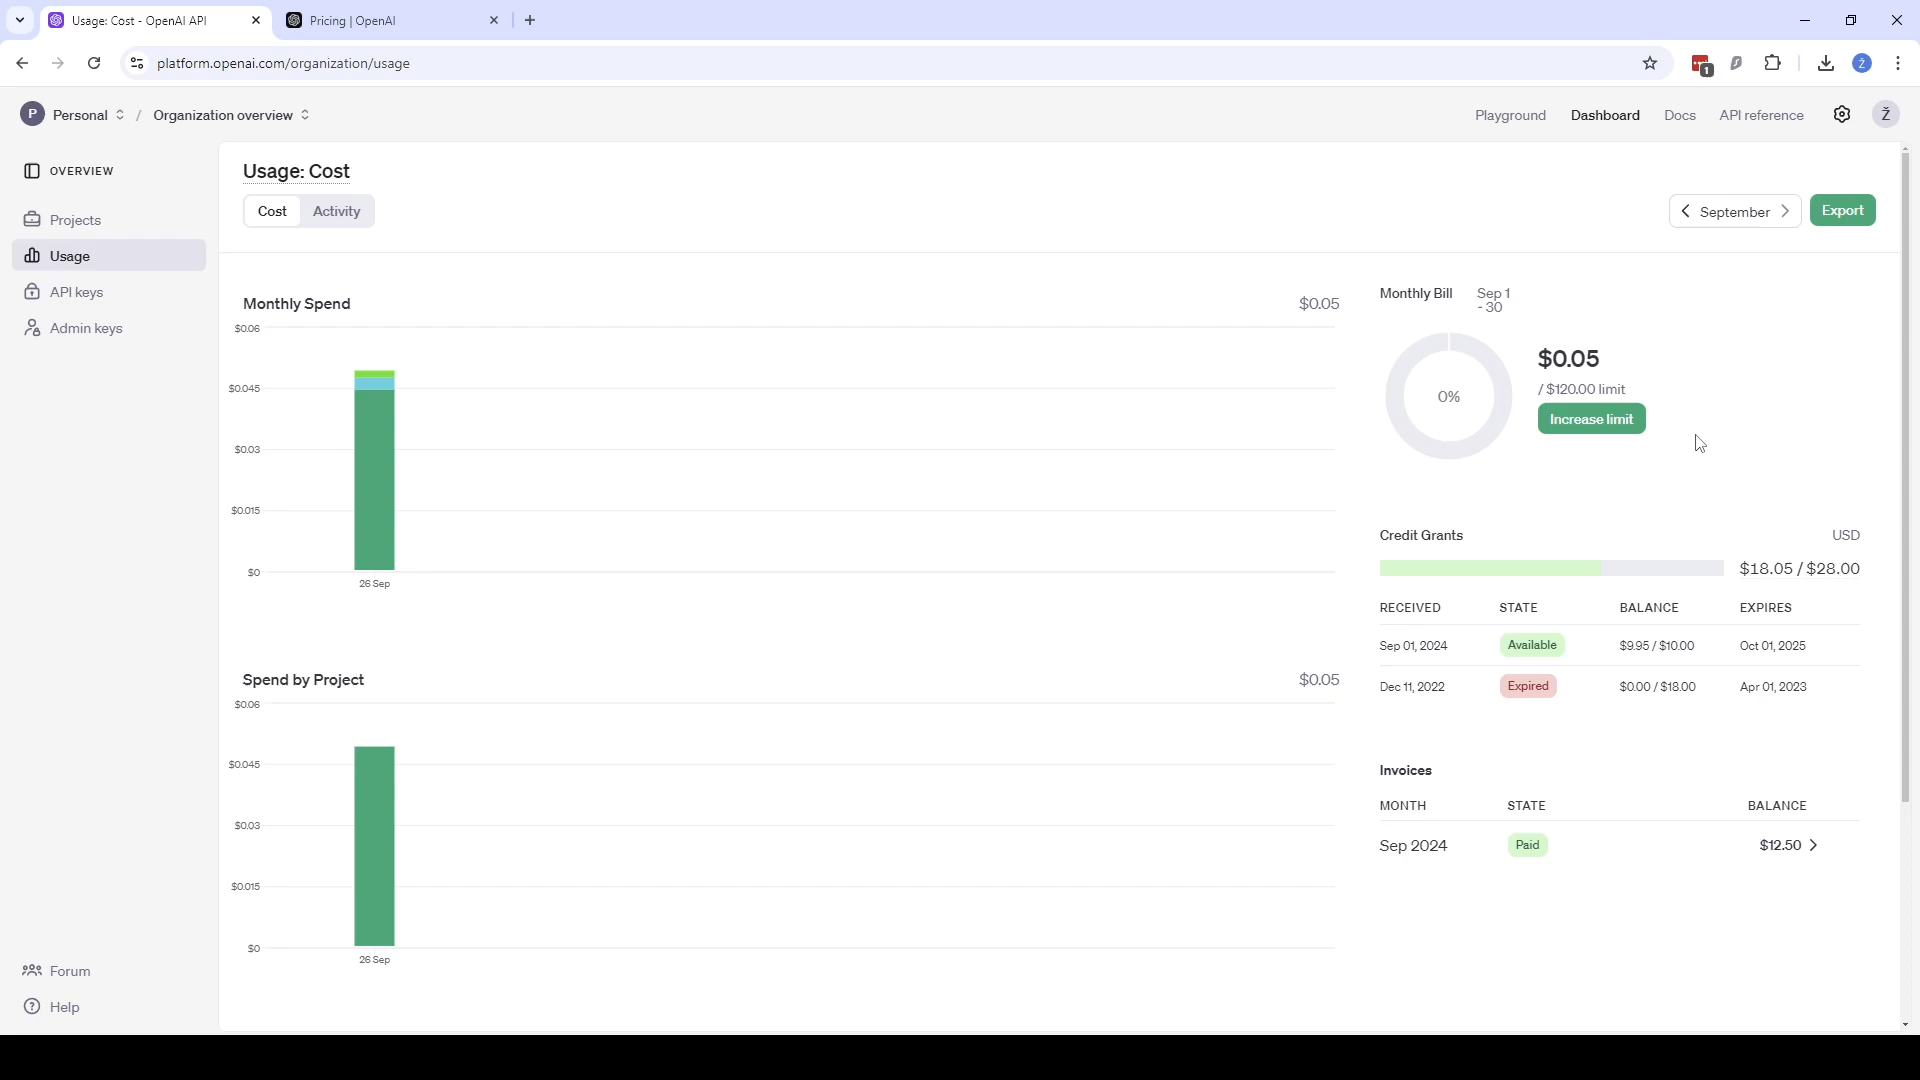 Usage: Cost - OpenAI API
Pricing | OpenAI
platform.openai.com/organization/usage
1
Ž
P Personal / Organization overview
Playground Dashboard Docs API reference Ž
OVERVIEW
Projects
Usage
API keys
Admin keys
Forum
Help
Usage: Cost
Cost Activity
September Export
Monthly Spend $0.05
$0.06
$0.045
$0.03
$0.015
$0
26 Sep
Spend by Project $0.05
$0.06
$0.045
$0.03
$0.015
$0
26 Sep
Monthly Bill Sep 1
- 30
0%
$0.05
/ $120.00 limit
Increase limit
Credit Grants USD
$18.05 / $28.00
RECEIVED STATE BALANCE EXPIRES
Sep 01, 2024 Available $9.95 / $10.00 Oct 01, 2025
Dec 11, 2022 Expired $0.00 / $18.00 Apr 01, 2023
Invoices
MONTH STATE BALANCE
Sep 2024 Paid $12.50